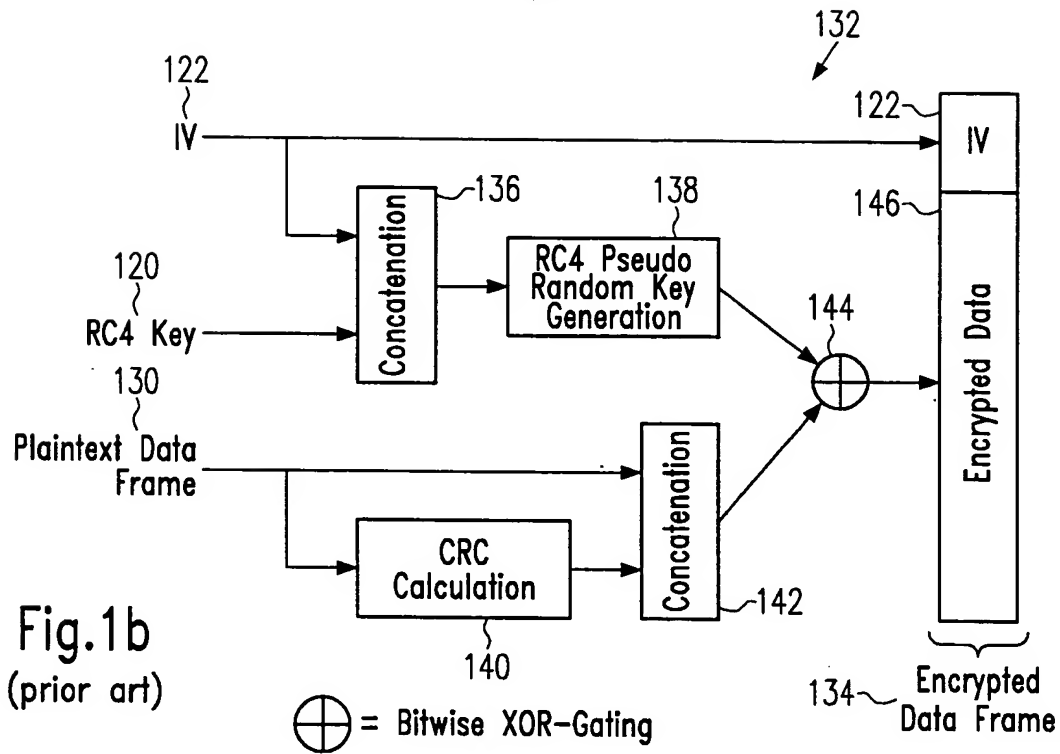 132
122
IV
122
IV
136
Concatenation
138
RC4 Pseudo
Random Key
Generation
146
Encrypted Data
120
RC4 Key
144
130
Plaintext Data
Frame
Concatenation
CRC
Calculation
142
140
Fig.1b
(prior art)
= Bitwise XOR-Gating
134
Encrypted
Data Frame